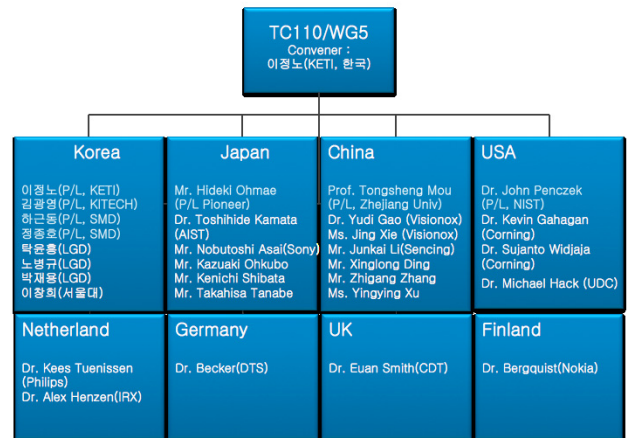 TC110/WG5
Convener :
이정노(KETI, 한국)
Korea
이정노(P/L, KETI)
김광영(P/L, KITECH)
하근동(P/L, SMD)
정종호(P/L, SMD)
탁윤흥(LGD)
노병규(LGD)
박재용(LGD)
이창희(서울대)
Japan
Mr. Hideki Ohmae
(P/L Pioneer)
Dr. Toshihide Kamata
(AIST)
Mr. Nobutoshi Asai(Sony)
Mr. Kazuaki Ohkubo
Mr. Kenichi Shibata
Mr. Takahisa Tanabe
China
Prof. Tongsheng Mou
(P/L, Zhejiang Univ)
Dr. Yudi Gao (Visionox)
Ms. Jing Xie (Visionox)
Mr. Junkai Li(Sencing)
Mr. Xinglong Ding
Mr. Zhigang Zhang
Ms. Yingying Xu
USA
Dr. John Penczek
(P/L, NIST)
Dr. Kevin Gahagan
(Corning)
Dr. Sujanto Widjaja
(Corning)
Dr. Michael Hack (UDC)
Netherland
Dr. Kees Tuenissen
(Philips)
Dr. Alex Henzen(IRX)
Germany
Dr. Becker(DTS)
UK
Dr. Euan Smith(CDT)
Finland
Dr. Bergquist(Nokia)